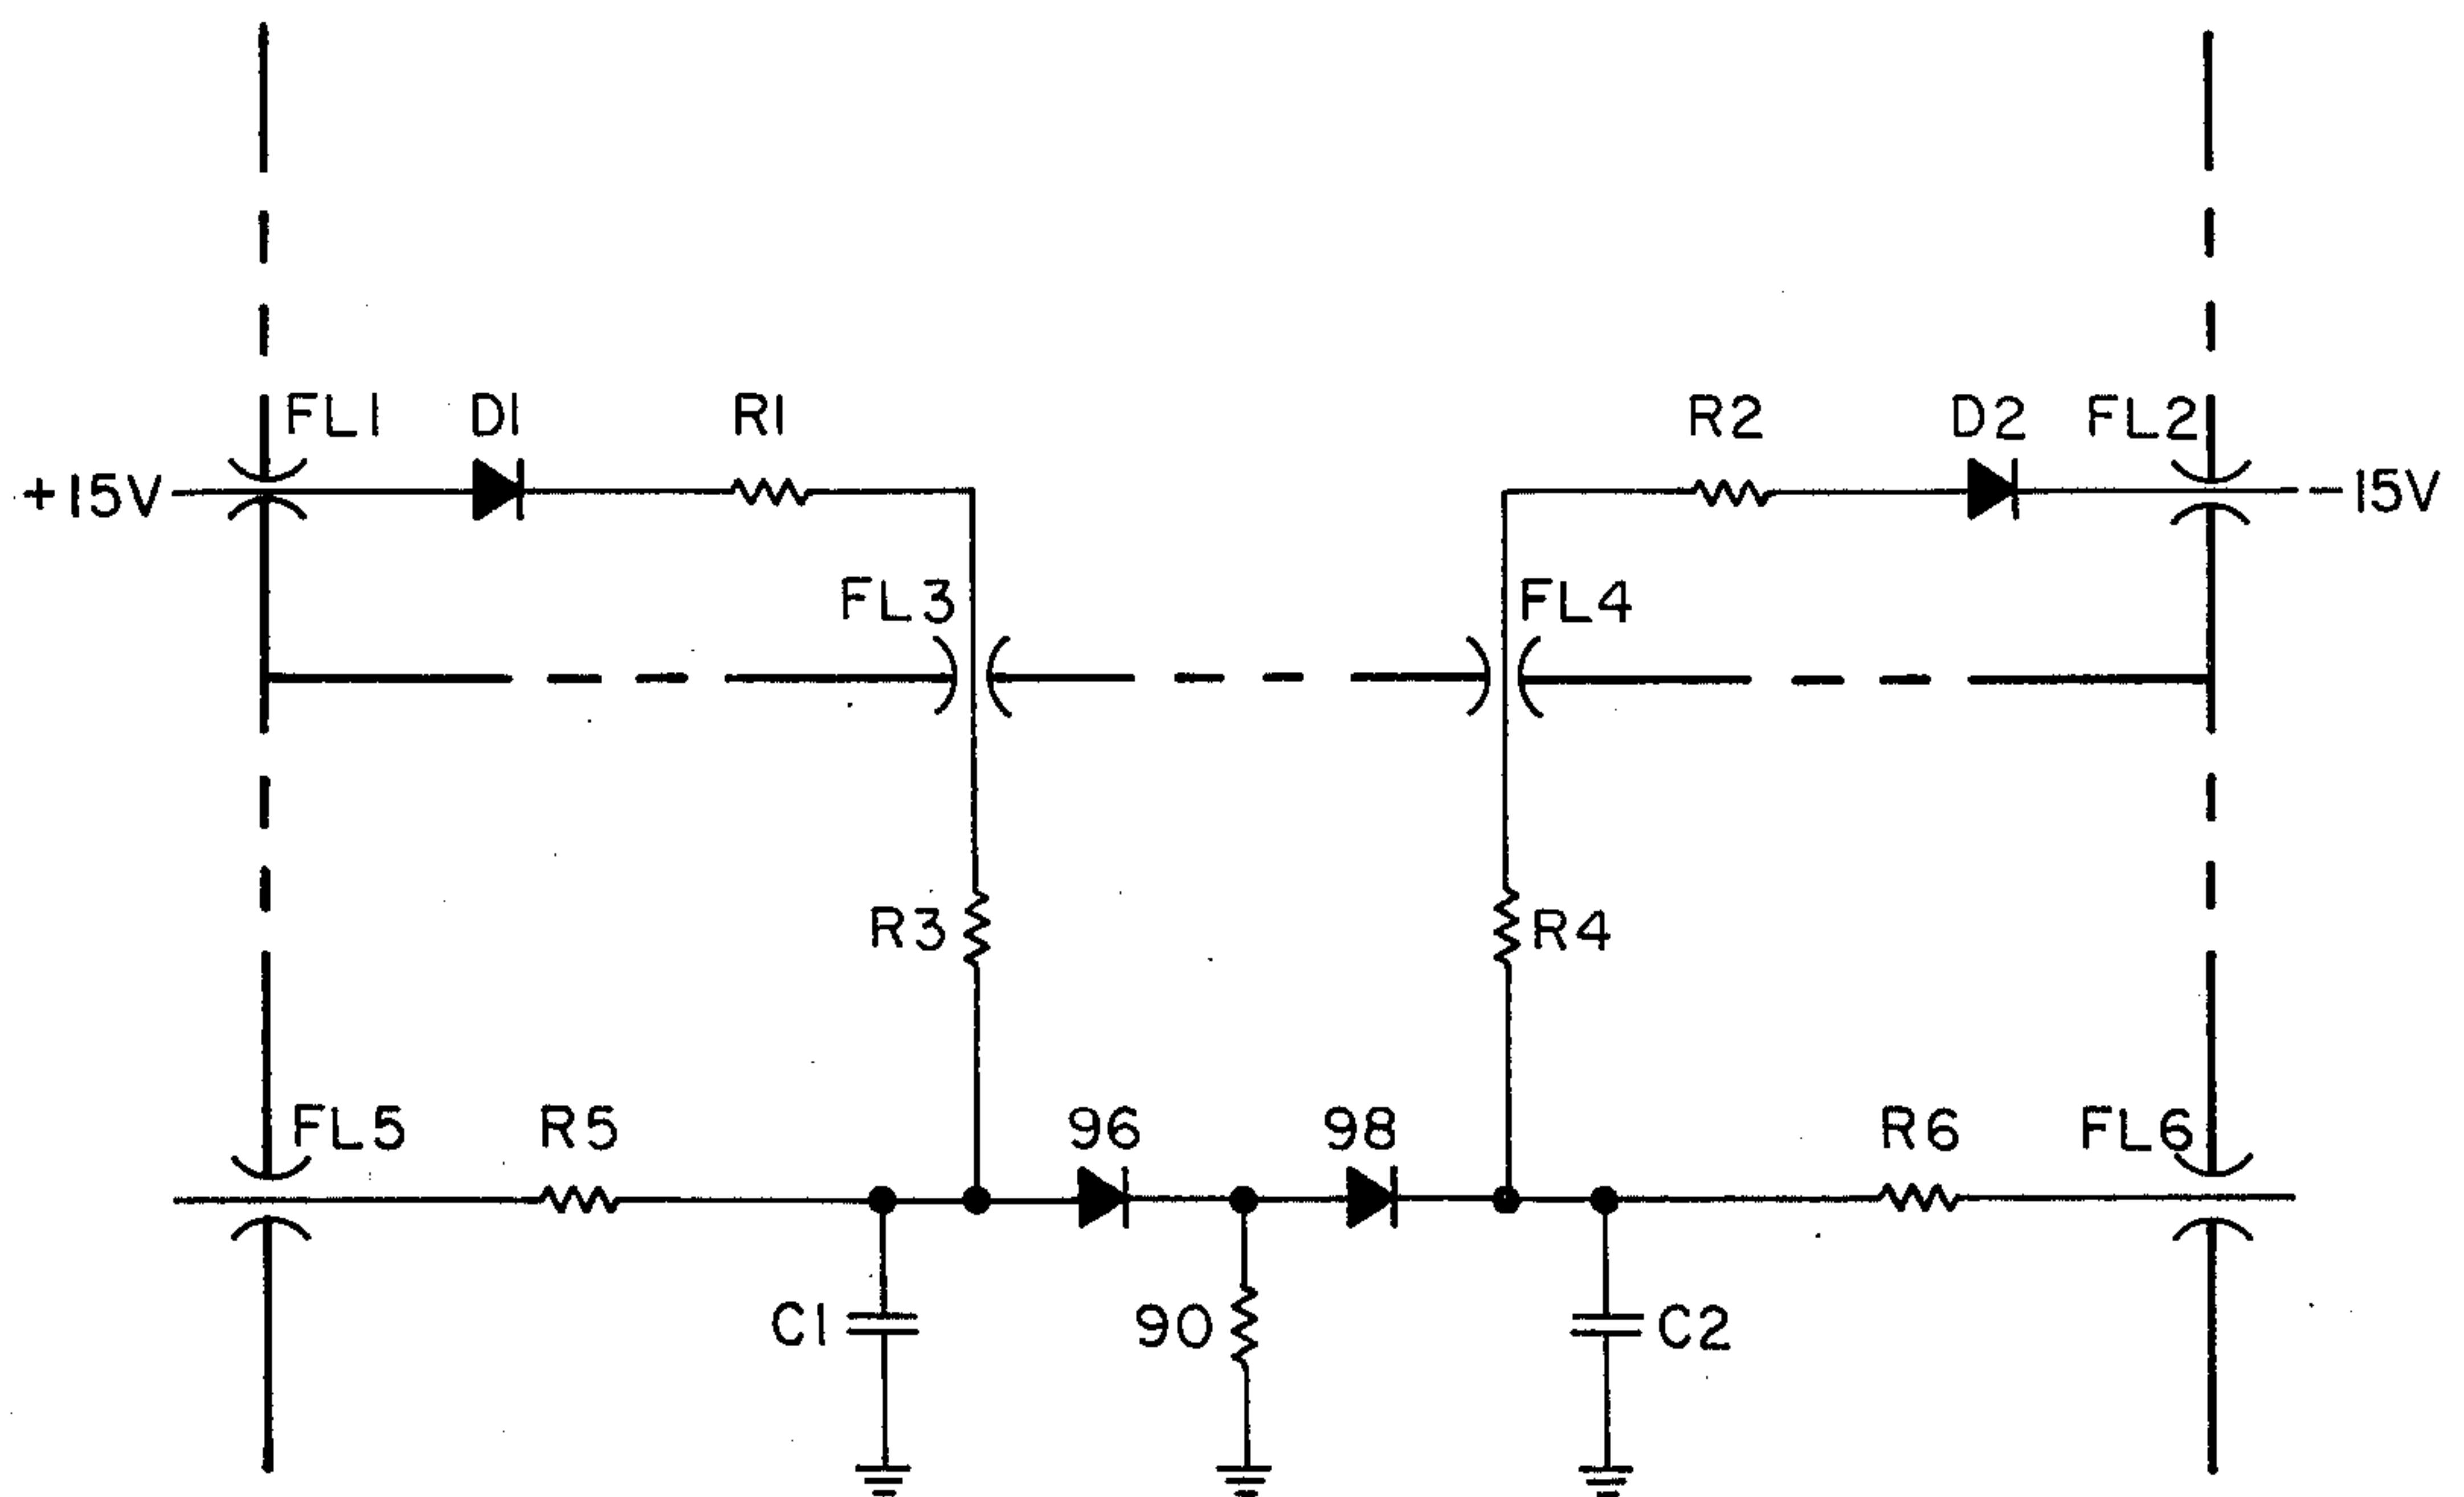 FL1 D1 R1 R2 D2 FL2
+15V -15V
FL3 FL4
R3 R4
FL5 R5 96 98 R6 FL6
C1 90 C2